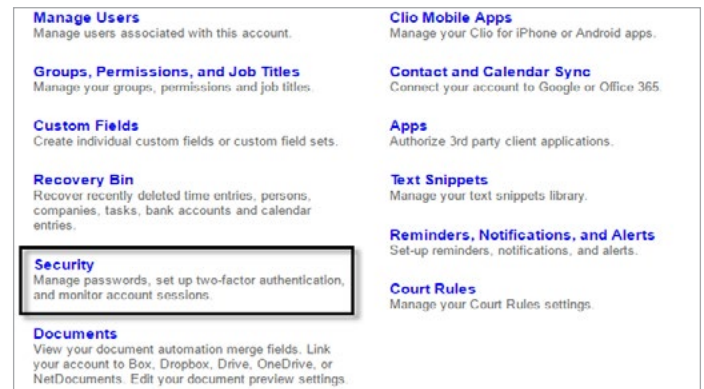 Manage Users
Manage users associated with this account.
Groups, Permissions, and Job Titles
Manage your groups, permissions and job titles.
Custom Fields
Create individual custom fields or custom field sets.
Recovery Bin
Recover recently deleted time entries, persons,
companies, tasks, bank accounts and calendar
entries.
Security
Manage passwords, set up two-factor authentication,
and monitor account sessions.
Documents
View your document automation merge fields. Link
your account to Box, Dropbox, Drive, OneDrive, or
NetDocuments. Edit your document preview settings.
Clio Mobile Apps
Manage your Clio for iPhone or Android apps.
Contact and Calendar Sync
Connect your account to Google or Office 365.
Apps
Authorize 3rd party client applications.
Text Snippets
Manage your text snippets library.
Reminders, Notifications, and Alerts
Set-up reminders, notifications, and alerts.
Court Rules
Manage your Court Rules settings.